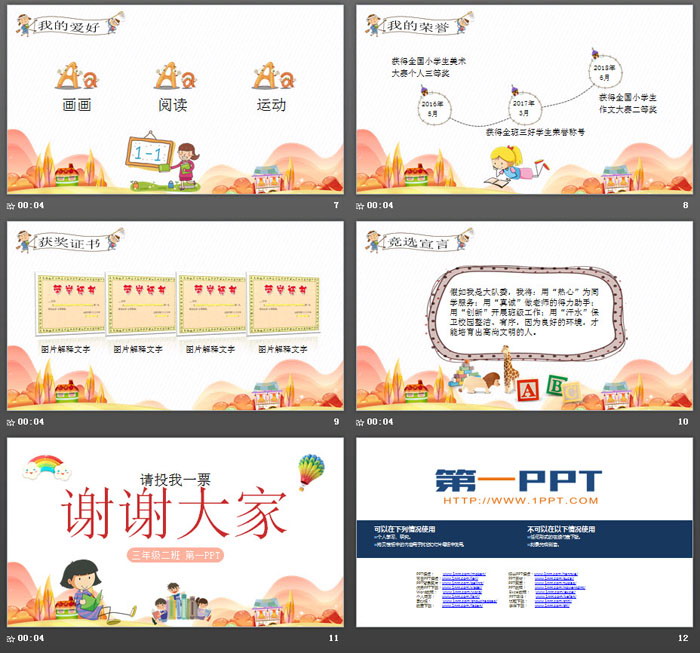 我的爱好
画画
阅读
运动
1-1
00:04
7
我的荣誉
获得全国小学生美术
大赛个人三等奖
2016年
5月
2017年
3月
2018年
6月
获得全国小学生
作文大赛二等奖
获得全班三好学生荣誉称号
00:04
8
获奖证书
荣誉证书
荣誉证书
荣誉证书
荣誉证书
图片解释文字
图片解释文字
图片解释文字
图片解释文字
00:04
9
竞选宣言
假如我是大队委，我将：用“热心”为同
学服务；用“真诚”做老师的得力助手；
用“创新”开展班级工作；用“汗水”保
卫校园整洁、有序，因为良好的环境，才
能培育出高尚文明的人。
A
B
00:04
10
请投我一票
谢谢大家
三年级二班 第一PPT
00:04
11
第一PPT
HTTP://WWW.1PPT.COM
可以在下列情况使用
不可以在以下情况使用
00:04
12